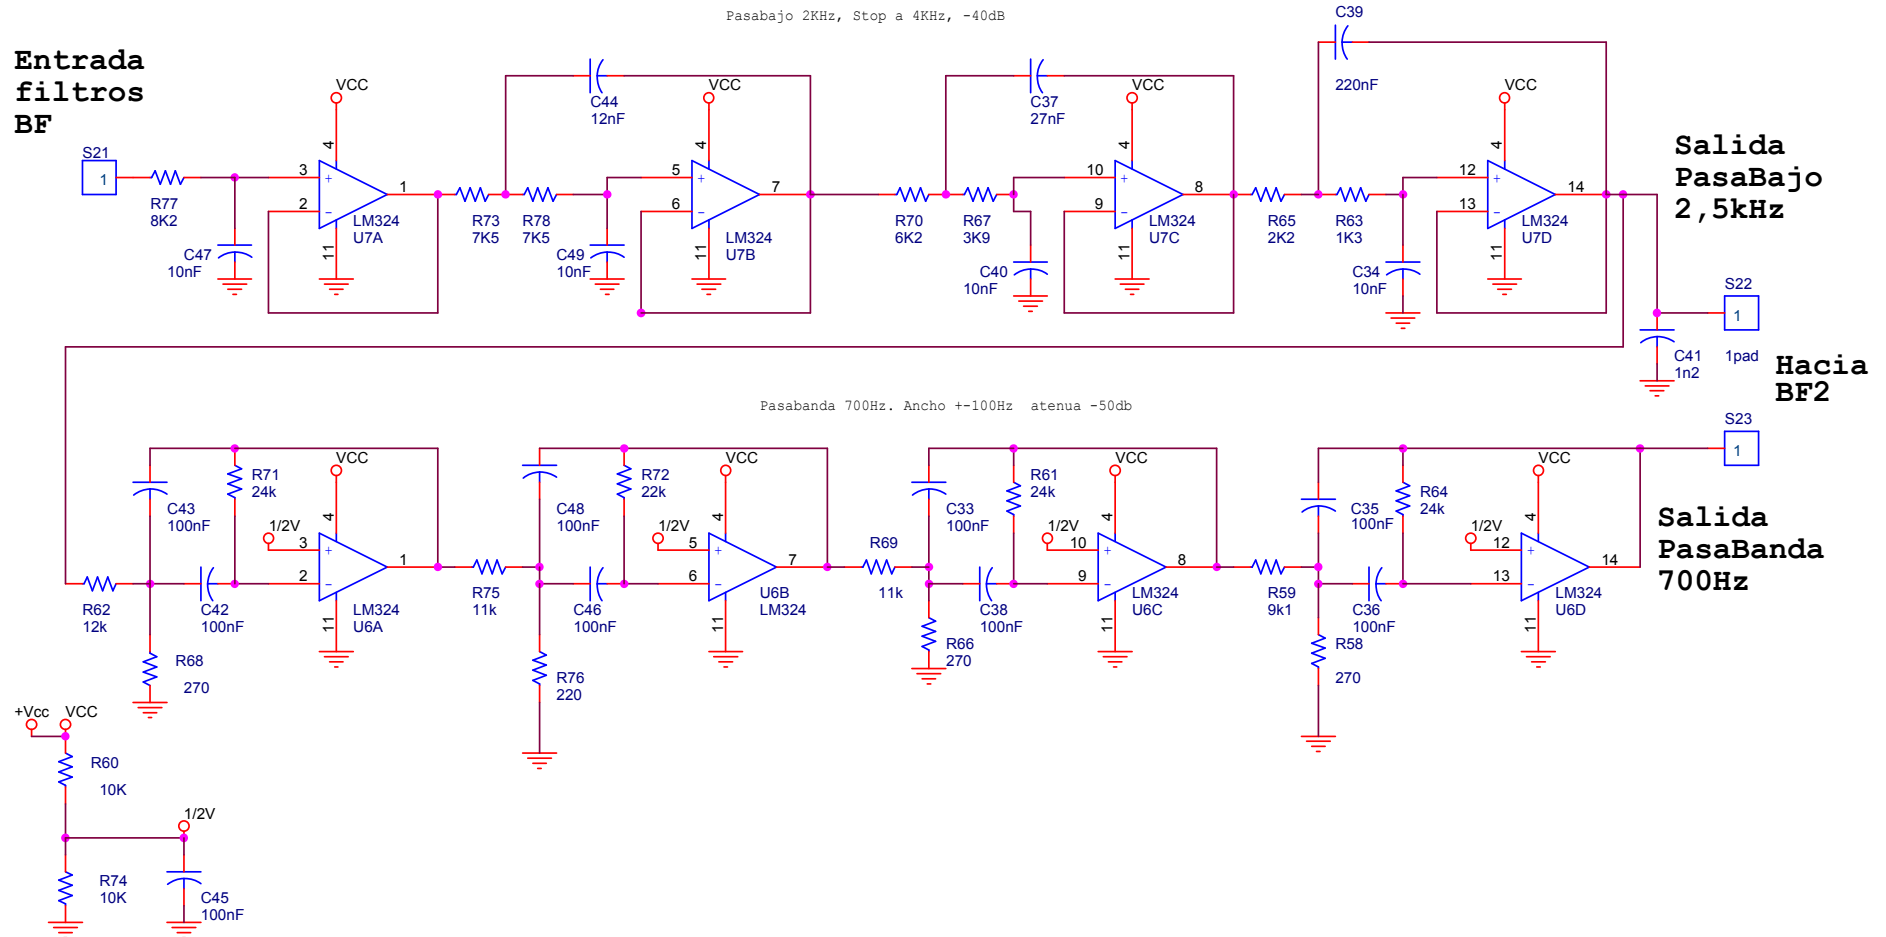 Pasabajo 2KHz, Stop a 4KHz, -40dB
C39
220nF
Entrada
filtros
BF
S21
1
R77
8K2
C47
10nF
VCC
4
3
2
1
11
LM324
U7A
R73
7K5
R78
7K5
C44
12nF
C49
10nF
VCC
4
5
6
7
11
LM324
U7B
R70
6K2
R67
3K9
C37
27nF
C40
10nF
VCC
4
10
9
8
11
LM324
U7C
R65
2K2
R63
1K3
C34
10nF
VCC
4
12
13
14
11
LM324
U7D
Salida
PasaBajo
2,5kHz
S22
1
1pad
C41
1n2
Hacia
BF2
Pasabanda 700Hz. Ancho +-100Hz  atenua -50db
S23
1
Salida
PasaBanda
700Hz
R62
12k
C43
100nF
R71
24k
C42
100nF
R68
270
1/2V
VCC
4
3
2
1
11
LM324
U6A
R75
11k
C48
100nF
R72
22k
C46
100nF
R76
220
1/2V
VCC
4
5
6
7
11
U6B
LM324
R69
11k
C33
100nF
R61
24k
C38
100nF
R66
270
1/2V
VCC
4
10
9
8
11
LM324
U6C
R59
9k1
C35
100nF
R64
24k
C36
100nF
R58
270
1/2V
VCC
4
12
13
14
11
LM324
U6D
+Vcc
VCC
R60
10K
1/2V
R74
10K
C45
100nF